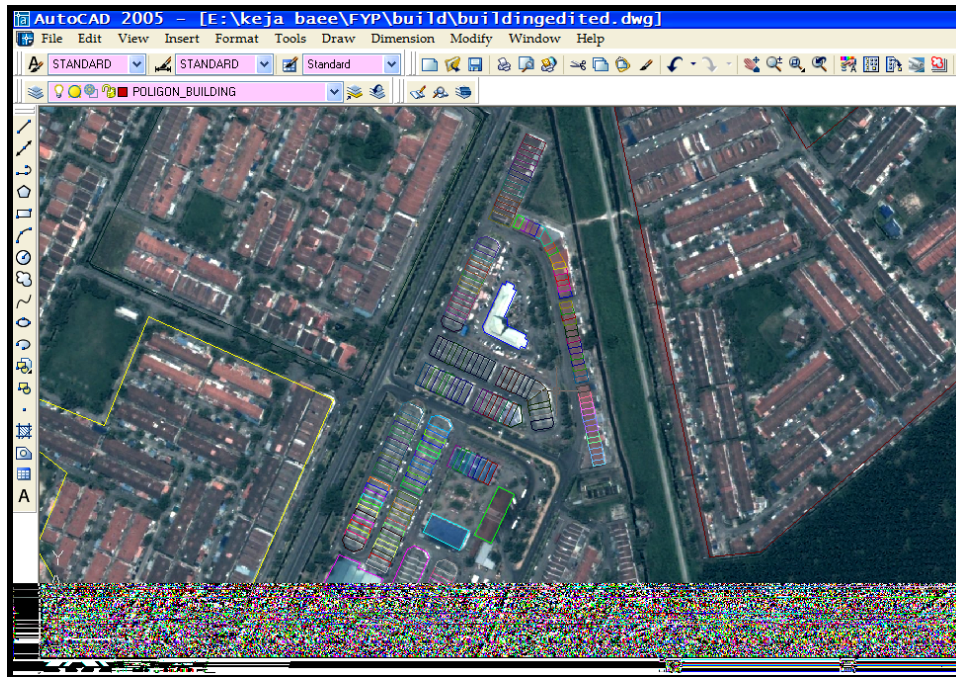 AutoCAD 2005 - [E:\keja baee\FYP\build\buildingedited.dwg]
File Edit View Insert Format Tools Draw Dimension Modify Window Help
STANDARD STANDARD Standard
POLIGON_BUILDING
A